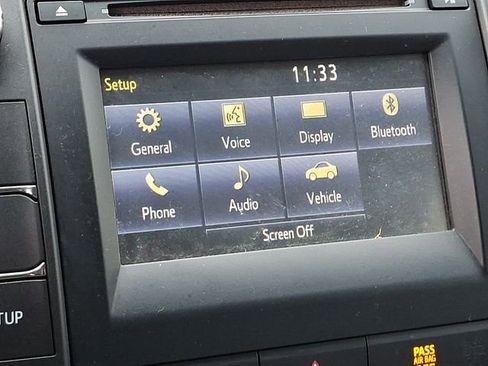 Setup 11:33
General Voice Display Bluetooth
Phone Audio Vehicle
Screen Off
TUP
PASS
AIR BAG